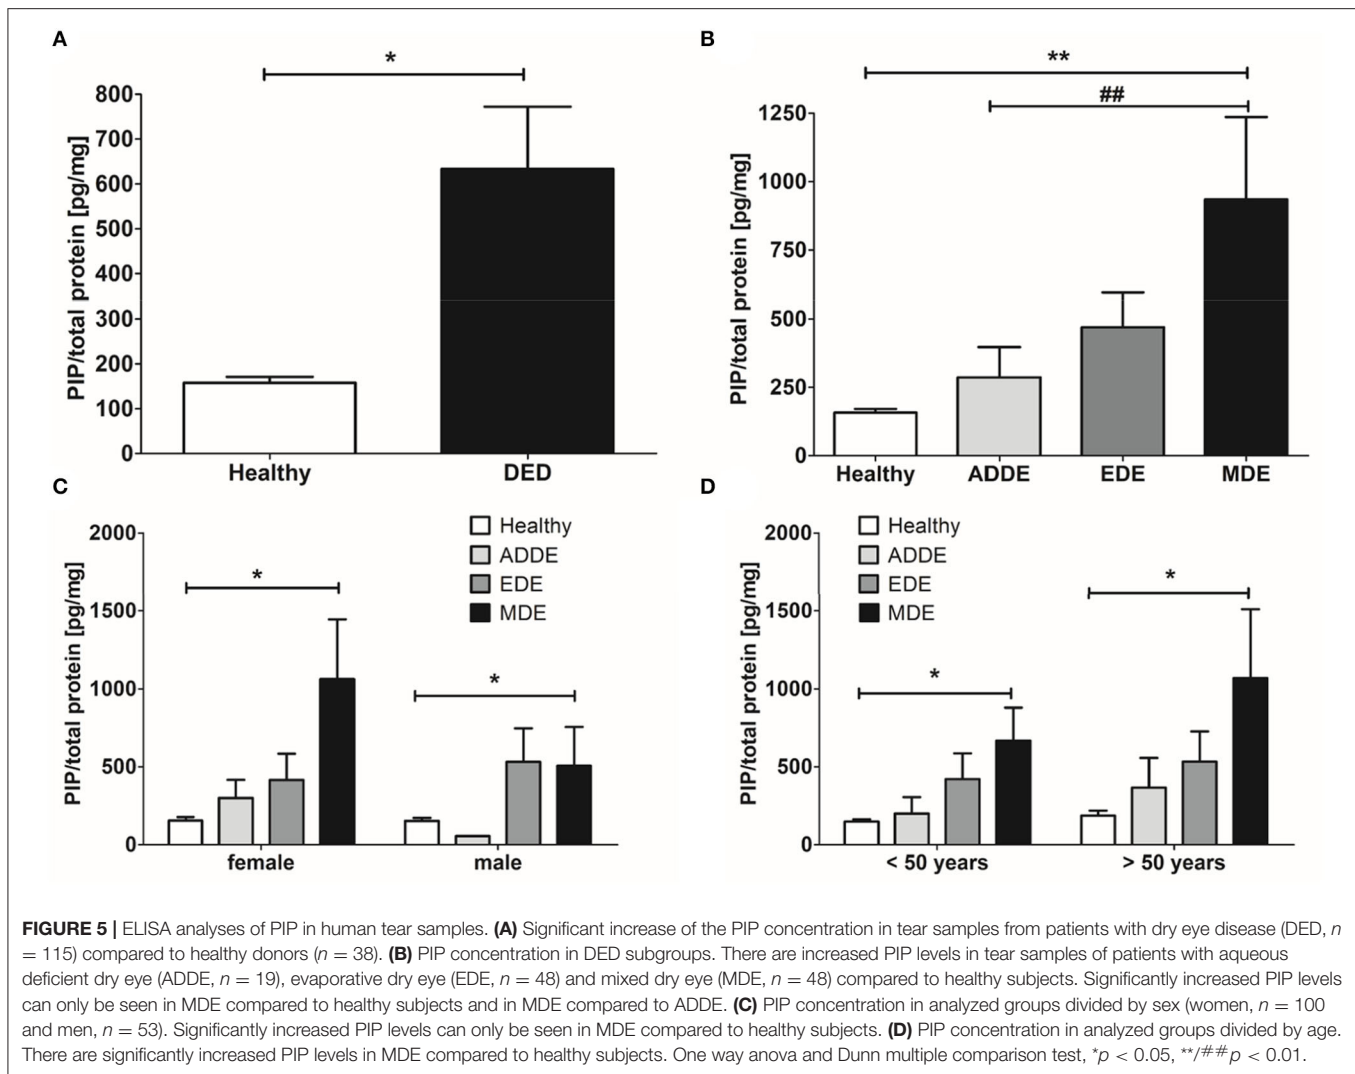 A
*
800
700
600
500
400
300
200
100
0
PIP/total protein [pg/mg]
Healthy
DED
B
**
##
1250
1000
750
500
250
0
PIP/total protein [pg/mg]
Healthy
ADDE
EDE
MDE
C
Healthy
ADDE
EDE
MDE
*
*
2000
1500
1000
500
0
PIP/total protein [pg/mg]
female
male
D
Healthy
ADDE
EDE
MDE
*
*
2000
1500
1000
500
0
PIP/total protein [pg/mg]
< 50 years
> 50 years
FIGURE 5 | ELISA analyses of PIP in human tear samples. (A) Significant increase of the PIP concentration in tear samples from patients with dry eye disease (DED, n
= 115) compared to healthy donors (n = 38). (B) PIP concentration in DED subgroups. There are increased PIP levels in tear samples of patients with aqueous
deficient dry eye (ADDE, n = 19), evaporative dry eye (EDE, n = 48) and mixed dry eye (MDE, n = 48) compared to healthy subjects. Significantly increased PIP levels
can only be seen in MDE compared to healthy subjects and in MDE compared to ADDE. (C) PIP concentration in analyzed groups divided by sex (women, n = 100
and men, n = 53). Significantly increased PIP levels can only be seen in MDE compared to healthy subjects. (D) PIP concentration in analyzed groups divided by age.
There are significantly increased PIP levels in MDE compared to healthy subjects. One way anova and Dunn multiple comparison test, *p < 0.05, **/##p < 0.01.